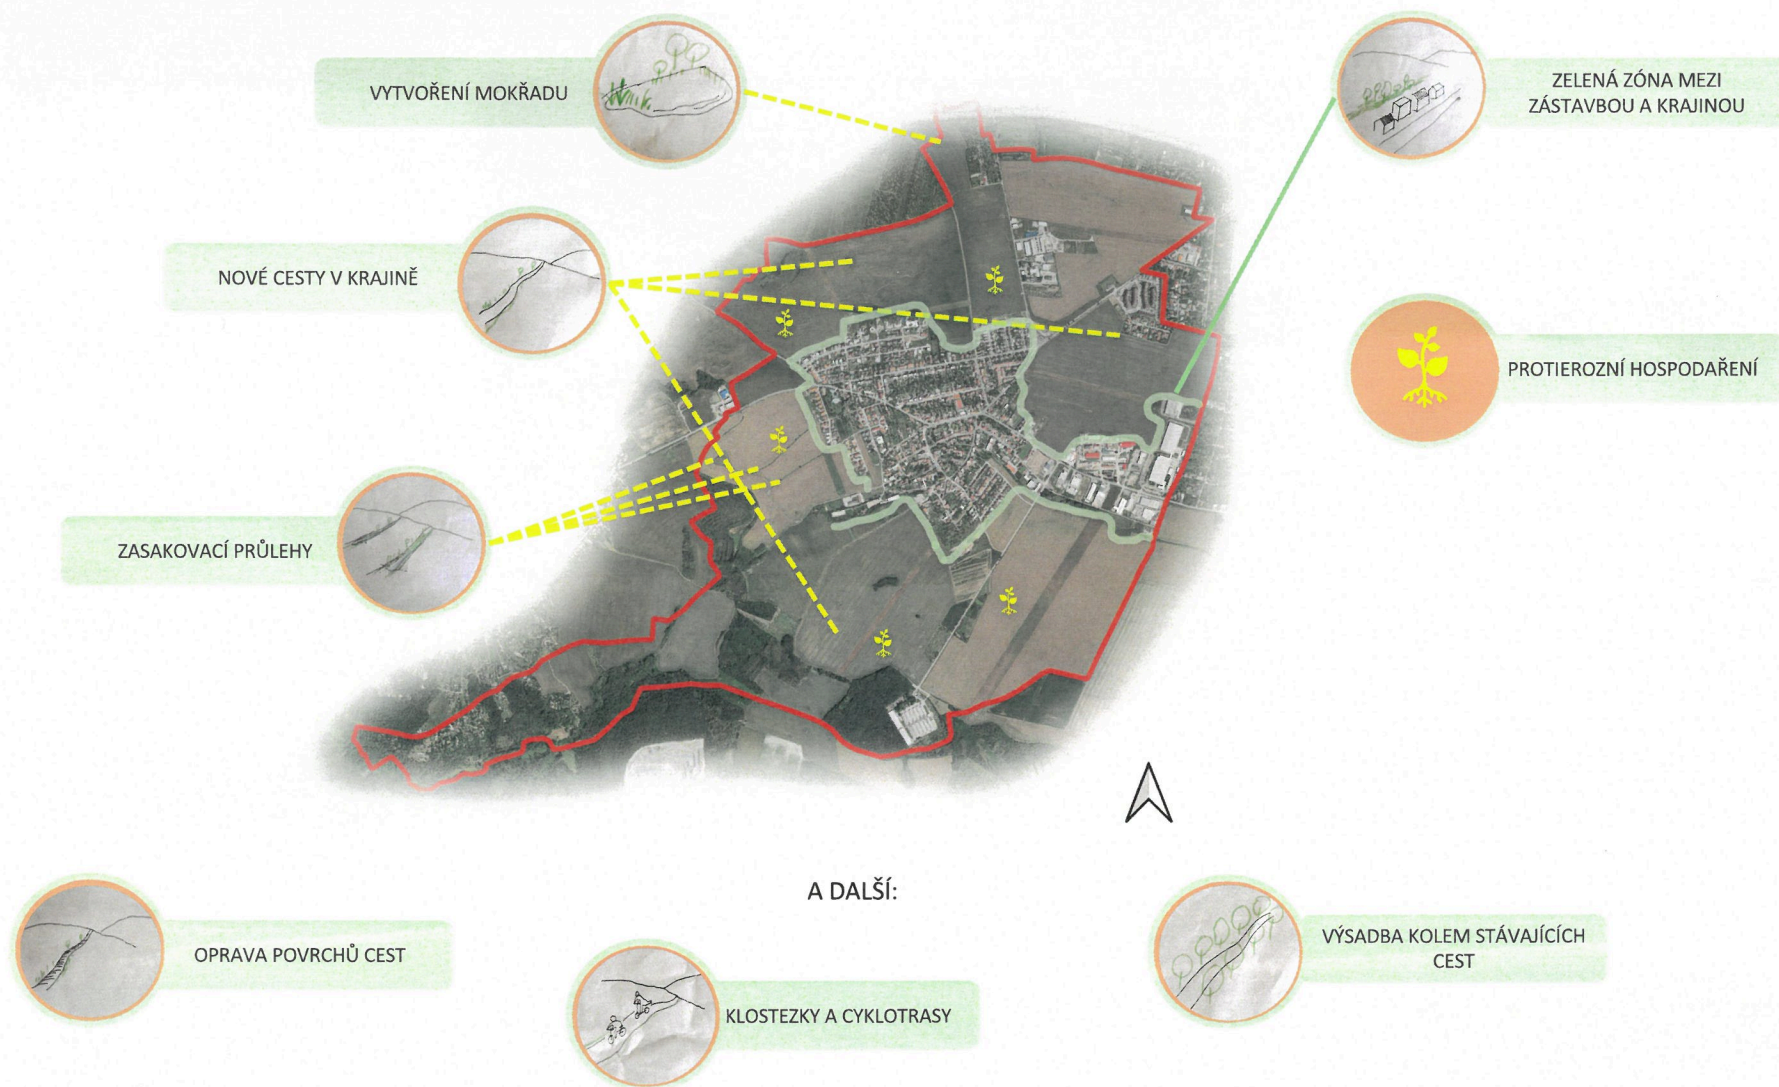 VYTVOŘENÍ MOKŘADU
ZELENÁ ZÓNA MEZI
ZÁSTAVBOU A KRAJINOU
NOVÉ CESTY V KRAJINĚ
PROTIEROZNÍ HOSPODAŘENÍ
ZASAKOVACÍ PRŮLEHY
A DALŠÍ:
OPRAVA POVRCHŮ CEST
KLOSTEZKY A CYKLOTRASY
VÝSADBA KOLEM STÁVAJÍCÍCH
CEST